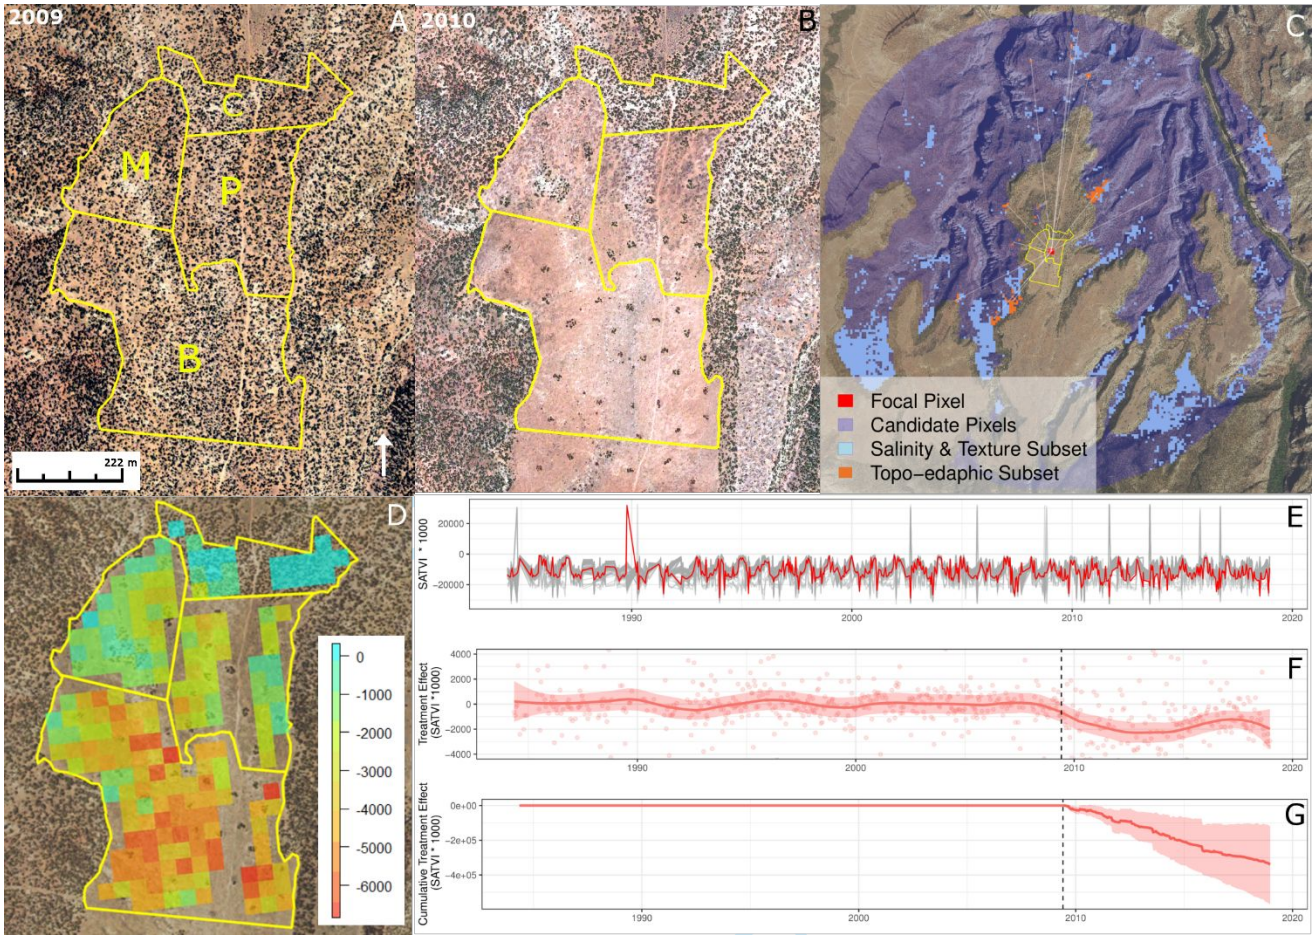 2009
A
C
M
P
B
222 m
2010
B
C
Focal Pixel
Candidate Pixels
Salinity & Texture Subset
Topo-edaphic Subset
D
0
-1000
-2000
-3000
-4000
-5000
-6000
E
SATVI * 1000
20000
0
-20000
1990
2000
2010
2020
F
Treatment Effect
(SATVI *1000)
4000
2000
0
-2000
-4000
1990
2000
2010
2020
G
Cumulative Treatment Effect
(SATVI * 1000)
0e+00
-2e+05
-4e+05
1990
2000
2010
2020